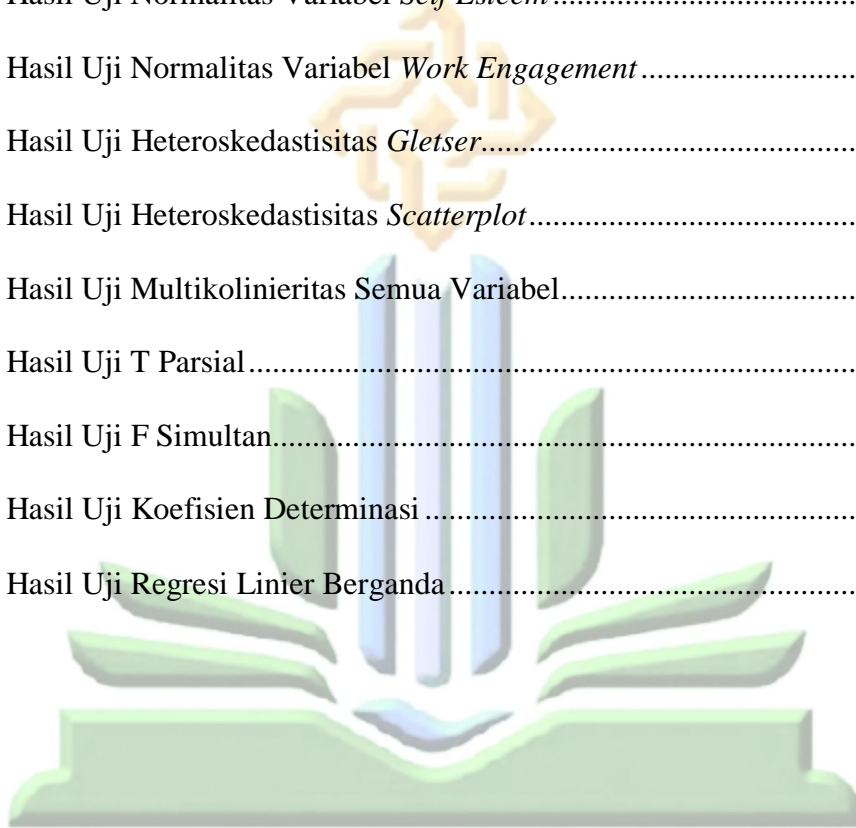 Hasil Uji Normalitas Variabel Self Esteem....................................
Hasil Uji Normalitas Variabel Work Engagement...........................
Hasil Uji Heteroskedastisitas Gletser...............................................
Hasil Uji Heteroskedastisitas Scatterplot.........................................
Hasil Uji Multikolinieritas Semua Variabel.....................................
Hasil Uji T Parsial............................................................................
Hasil Uji F Simultan.........................................................................
Hasil Uji Koefisien Determinasi......................................................
Hasil Uji Regresi Linier Berganda...................................................